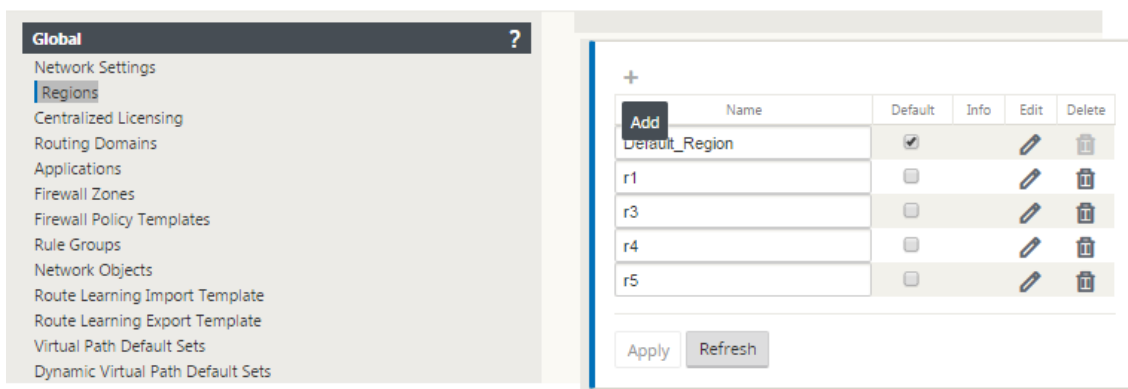 Global ?
Network Settings
Regions
Centralized Licensing
Routing Domains
Applications
Firewall Zones
Firewall Policy Templates
Rule Groups
Network Objects
Route Learning Import Template
Route Learning Export Template
Virtual Path Default Sets
Dynamic Virtual Path Default Sets
+
Name Default Info Edit Delete
Add
Default_Region
r1
r3
r4
r5
Apply Refresh